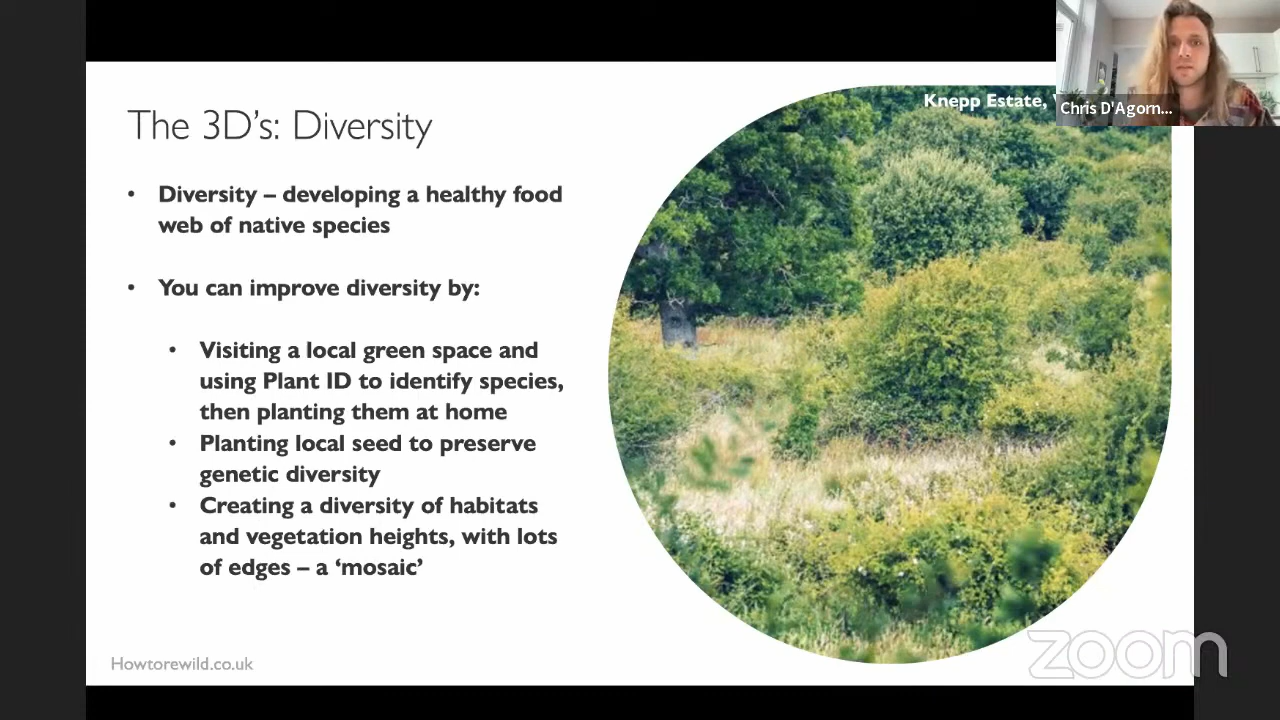 The 3D's: Diversity
• Diversity – developing a healthy food
web of native species
• You can improve diversity by:
• Visiting a local green space and
using Plant ID to identify species,
then planting them at home
• Planting local seed to preserve
genetic diversity
• Creating a diversity of habitats
and vegetation heights, with lots
of edges – a ‘mosaic’
Howtorewild.co.uk
Knepp Estate,
Chris D'Agorn...
zoom